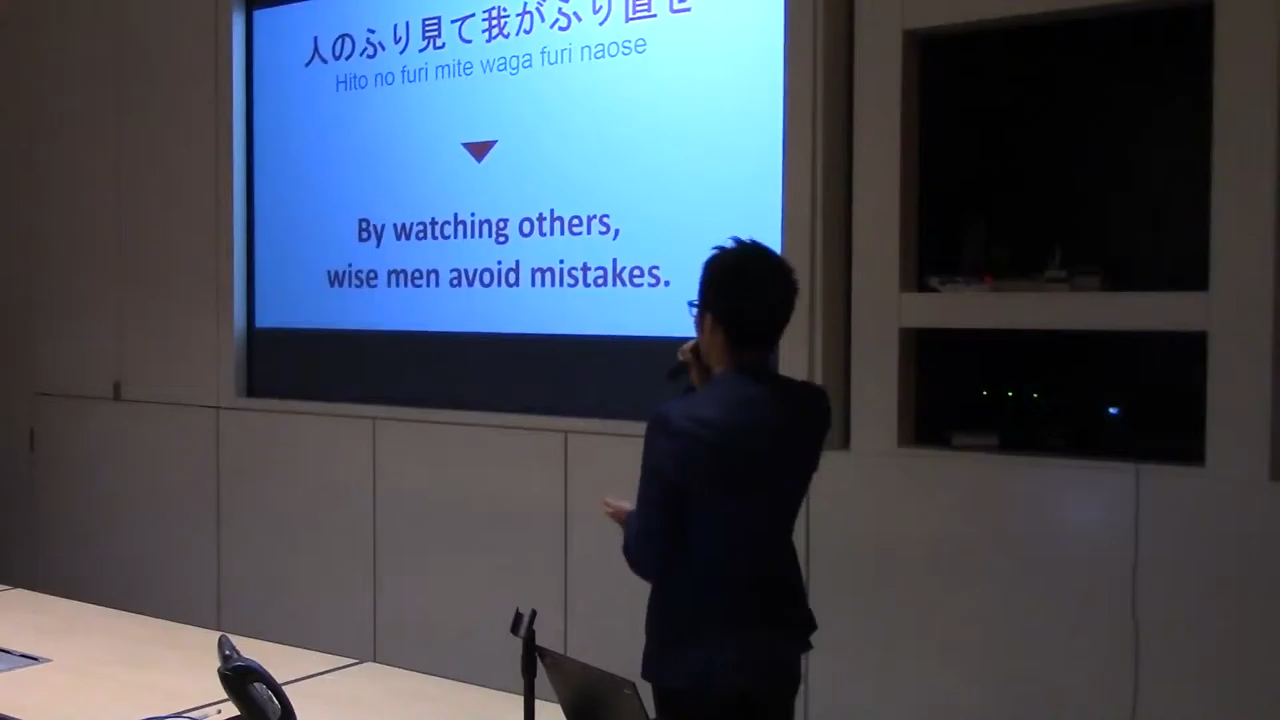 人のふり見て我がふり直せ
Hito no furi mite waga furi naose
By watching others,
wise men avoid mistakes.